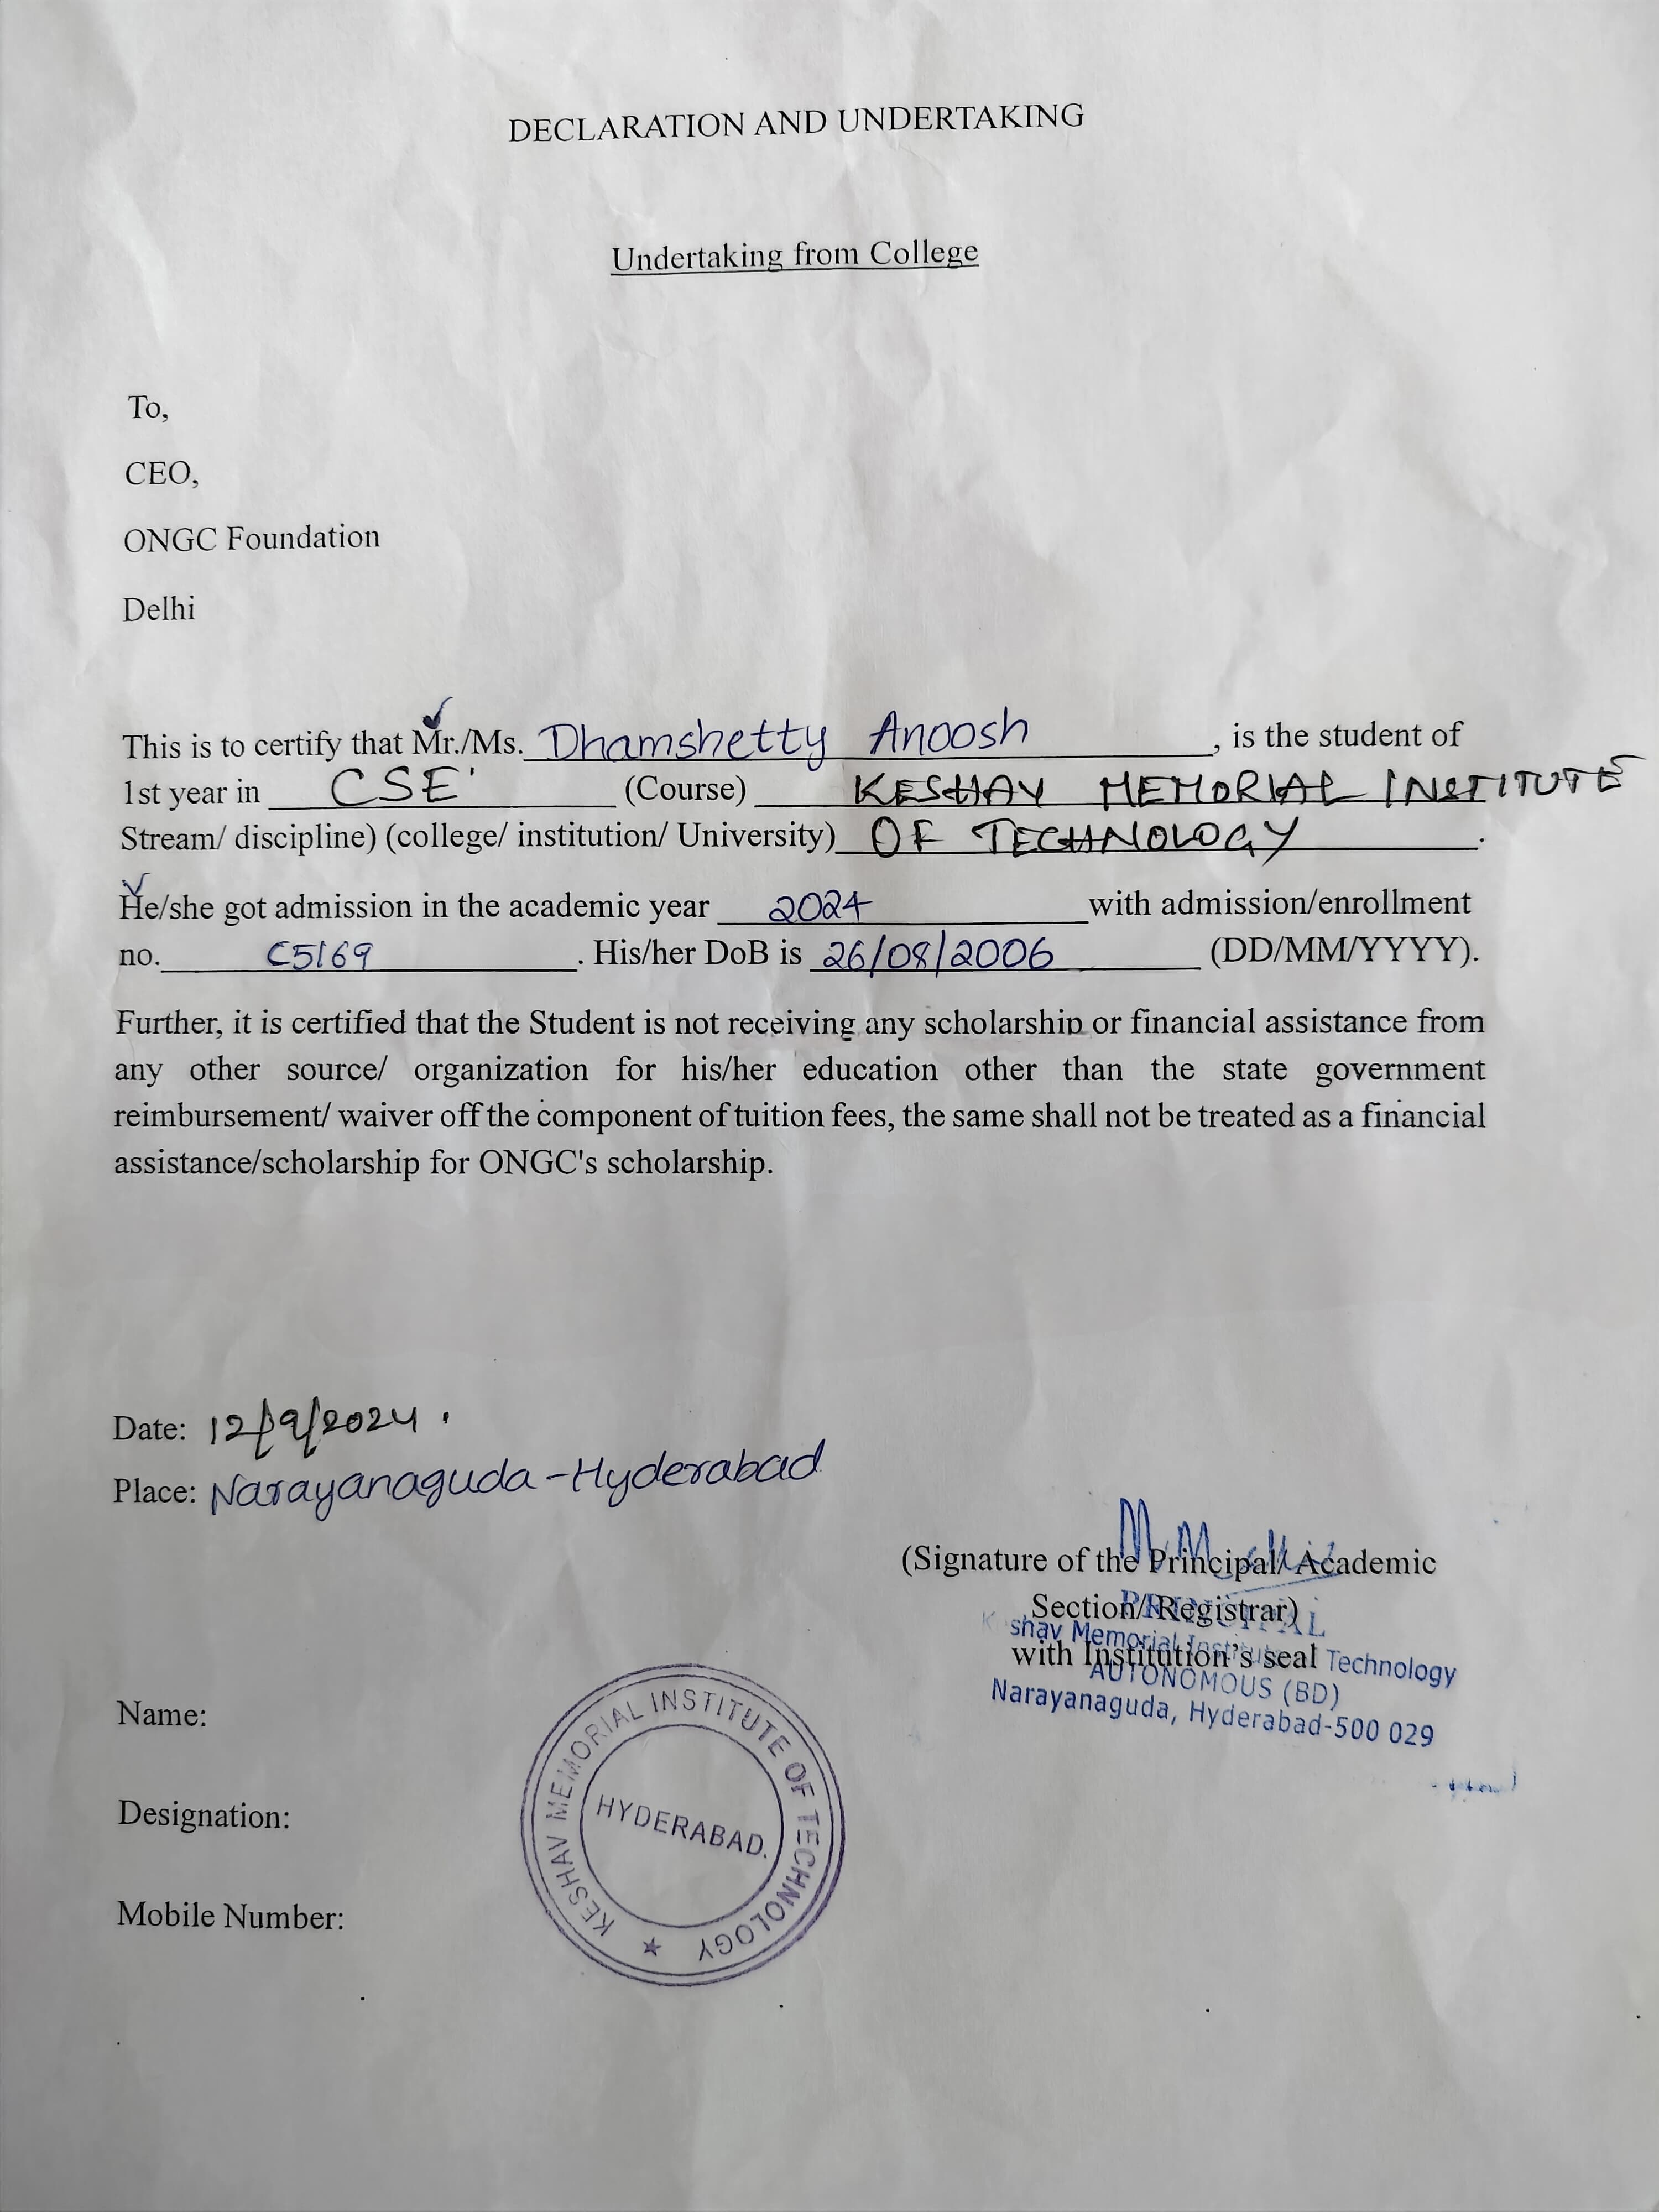 DECLARATION AND UNDERTAKING
Undertaking from College
To,
CEO,
ONGC Foundation
Delhi
This is to certify that Mr./Ms. Dhamshetty Anoosh, is the student of
1st year in CSE (Course) KESHAV MEMORIAL INSTITUTE
Stream/ discipline) (college/ institution/ University) OF TECHNOLOGY.
He/she got admission in the academic year 2024 with admission/enrollment
no. C5169. His/her DoB is 26/08/2006 (DD/MM/YYYY).
Further, it is certified that the Student is not receiving any scholarship or financial assistance from
any other source/ organization for his/her education other than the state government
reimbursement/ waiver off the component of tuition fees, the same shall not be treated as a financial
assistance/scholarship for ONGC's scholarship.
Date: 12/9/2024.
Place: Narayanaguda-Hyderabad
(Signature of the Principal/ Academic
Section/ Registrar)
PRINCIPAL
with Institution's seal
Keshav Memorial Institute Technology
AUTONOMOUS (BD)
Narayanaguda, Hyderabad-500 029
Name:
Designation:
Mobile Number:
KESHAV MEMORIAL INSTITUTE OF TECHNOLOGY ★
HYDERABAD.